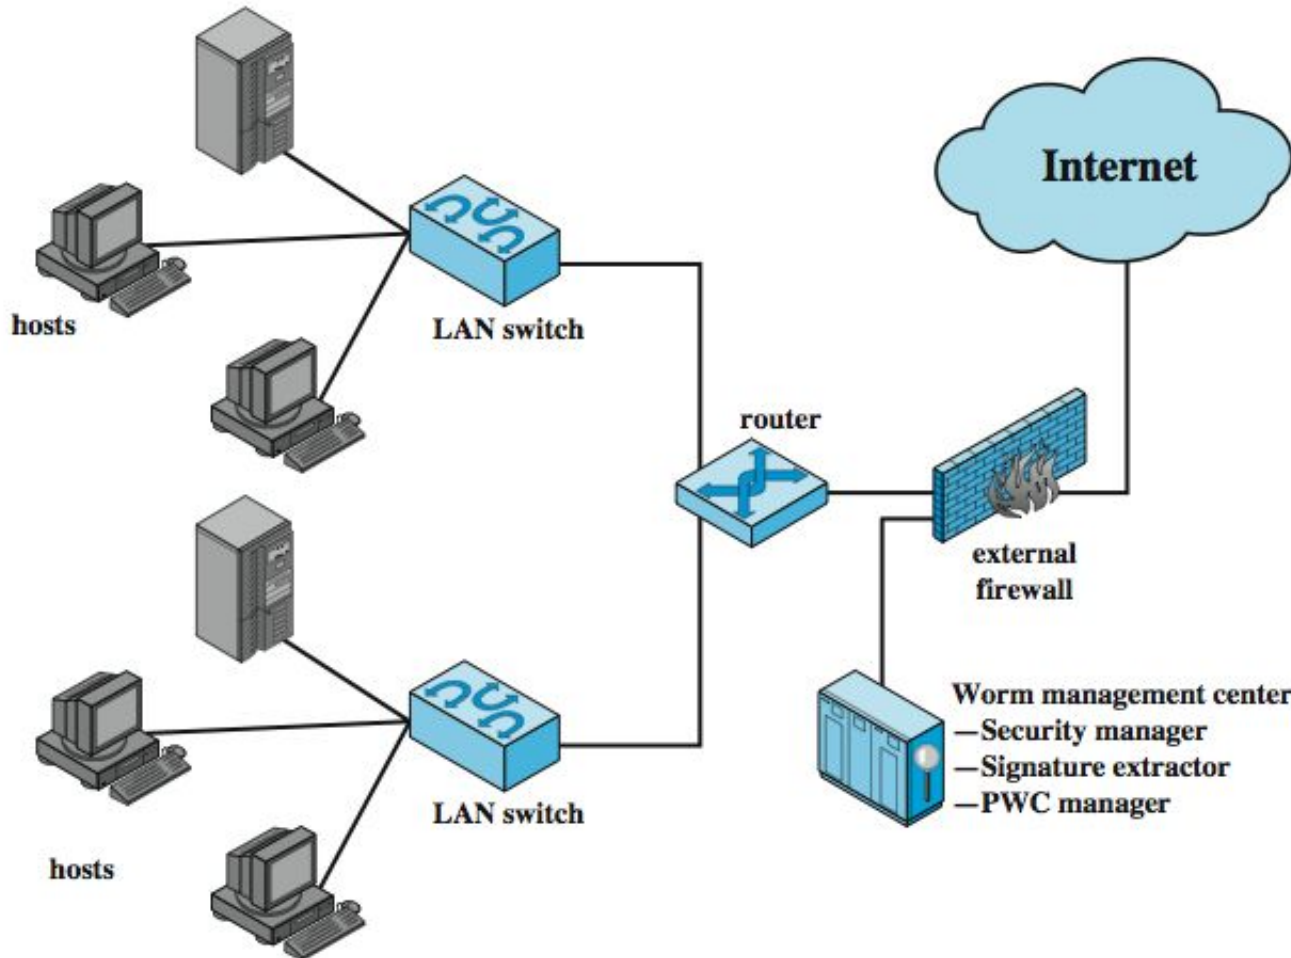 Internet
hosts
LAN switch
router
external
firewall
Worm management center
—Security manager
—Signature extractor
—PWC manager
LAN switch
hosts